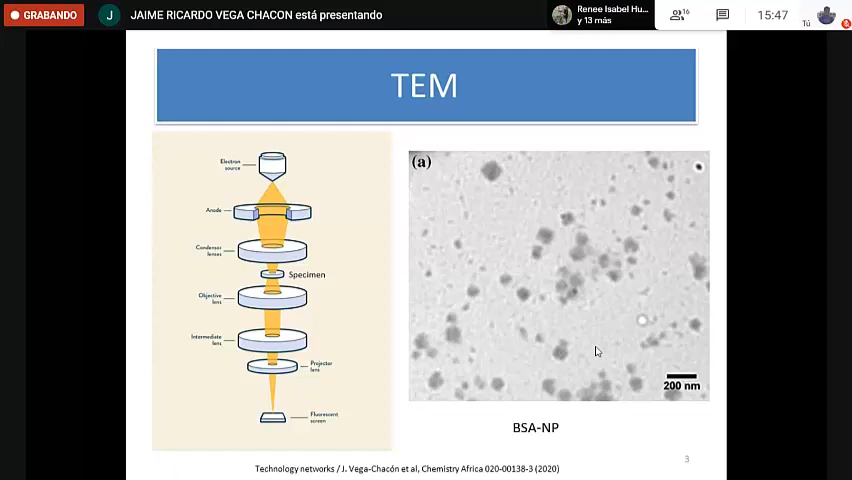 GRABANDO
J
JAIME RICARDO VEGA CHACON está presentando
Renee Isabel Hu...
y 13 más
16
15:47
Tú
TEM
Electron
source
Anode
Condensor
lenses
Specimen
Objective
lens
Intermediate
lens
Projector
lens
Fluorescent
screen
(a)
200 nm
BSA-NP
3
Technology networks / J. Vega-Chacón et al, Chemistry Africa 020-00138-3 (2020)